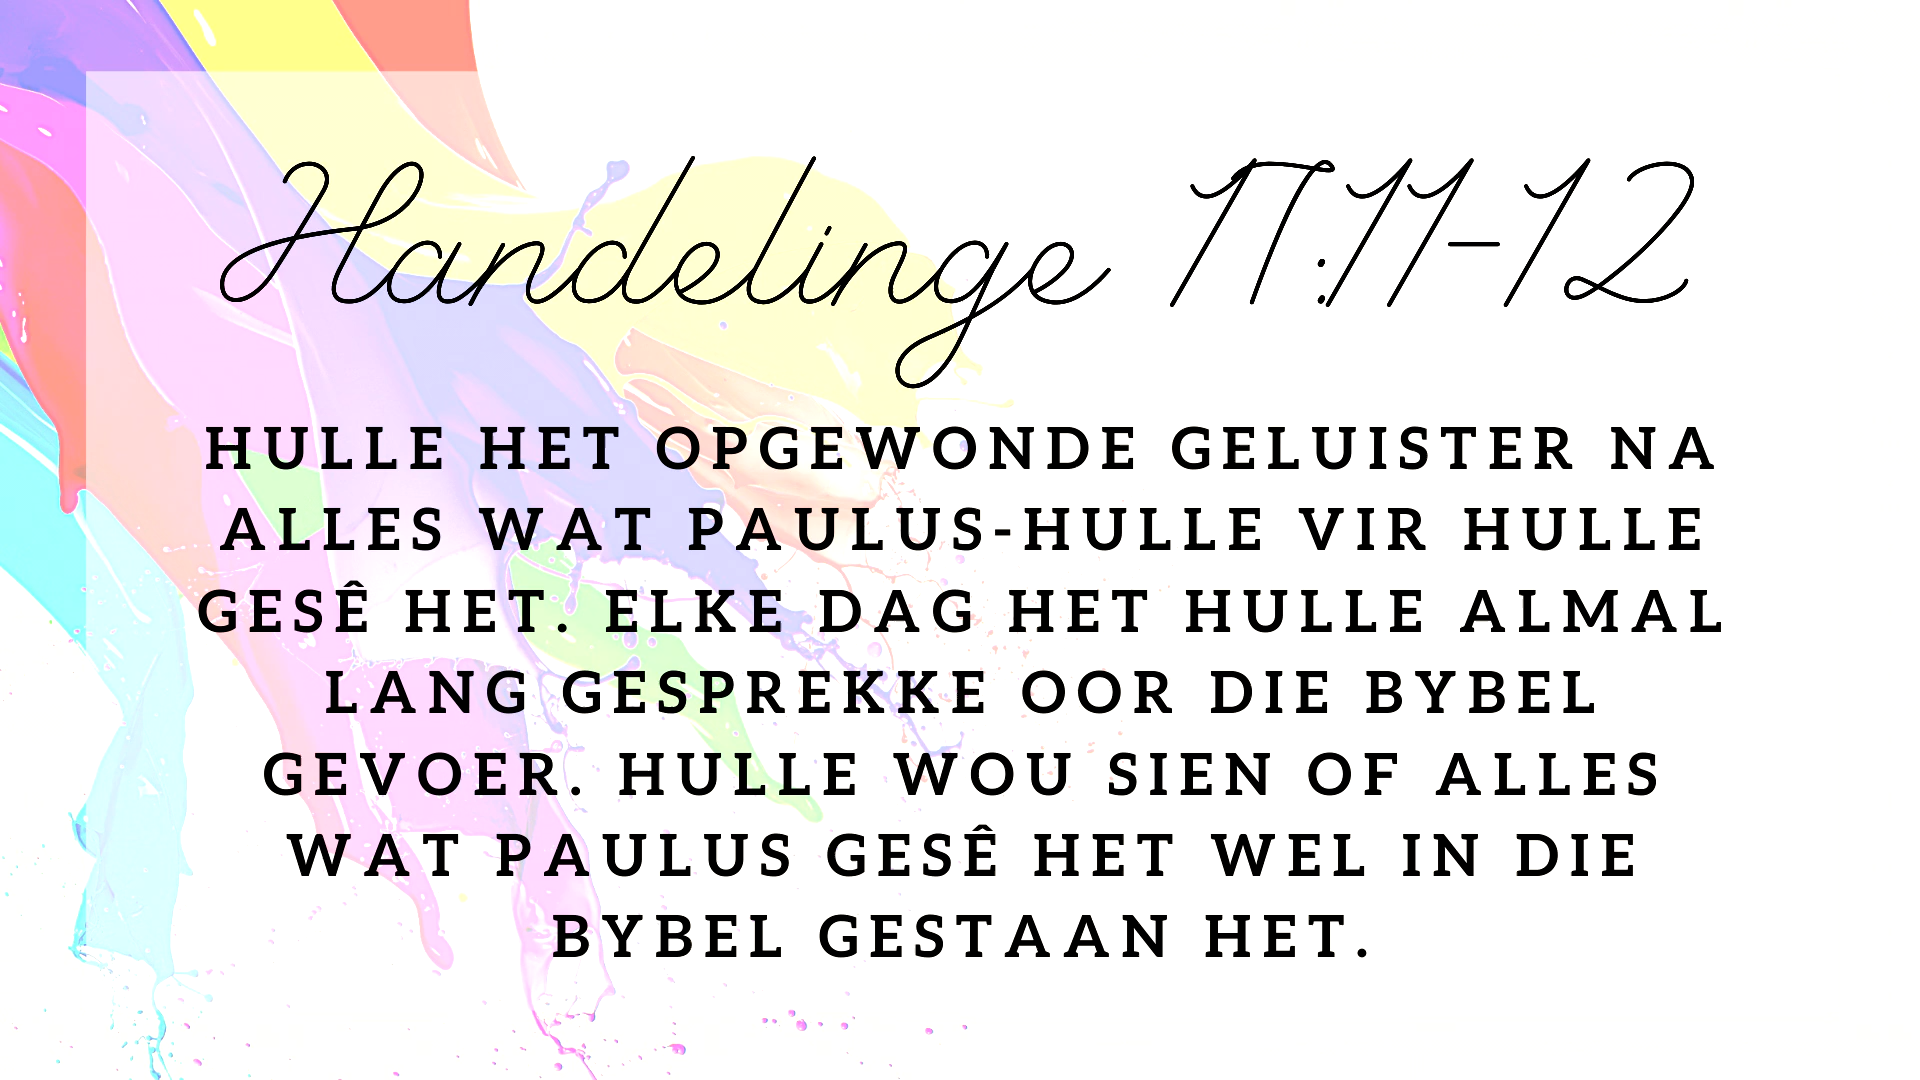 Handelinge 17:11-12
HULLE HET OPGEWONDE GELUISTER NA
ALLES WAT PAULUS-HULLE VIR HULLE
GESÊ HET. ELKE DAG HET HULLE ALMAL
LANG GESPREKKE OOR DIE BYBEL
GEVOER. HULLE WOU SIEN OF ALLES
WAT PAULUS GESÊ HET WEL IN DIE
BYBEL GESTAAN HET.